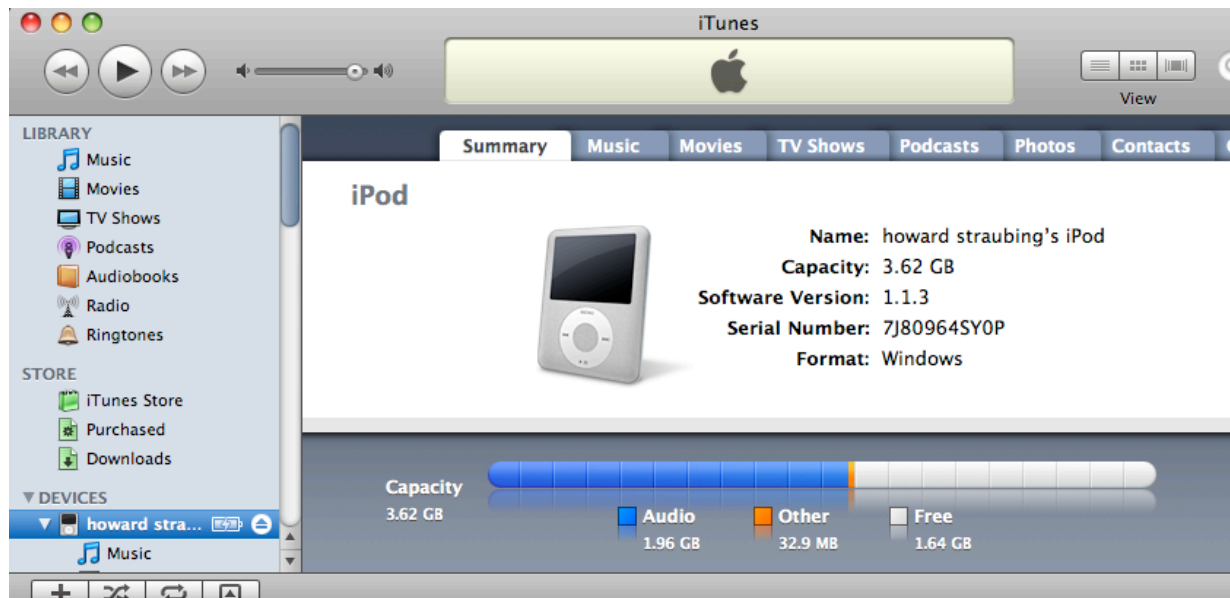 iTunes
View
LIBRARY
Music
Movies
TV Shows
Podcasts
Audiobooks
Radio
Ringtones
STORE
iTunes Store
Purchased
Downloads
DEVICES
howard stra...
Music
Summary Music Movies TV Shows Podcasts Photos Contacts
iPod
MENU
Name: howard straubing's iPod
Capacity: 3.62 GB
Software Version: 1.1.3
Serial Number: 7J80964SY0P
Format: Windows
Capacity
3.62 GB
Audio
1.96 GB
Other
32.9 MB
Free
1.64 GB